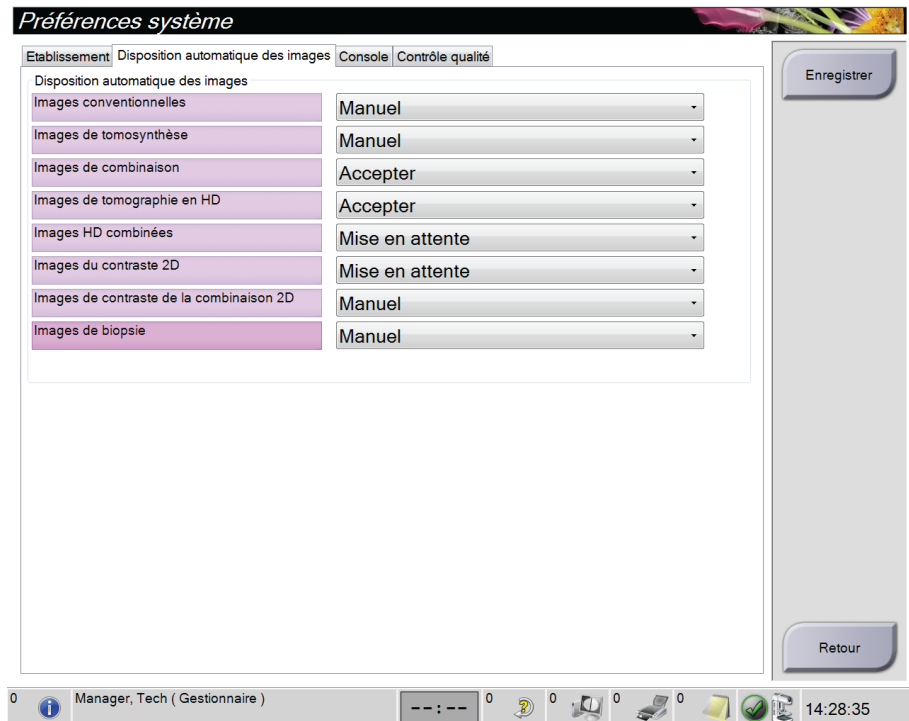 Préférences système
Etablissement Disposition automatique des images Console Contrôle qualité
Enregistrer
Disposition automatique des images
Images conventionnelles Manuel
Images de tomosynthèse Manuel
Images de combinaison Accepter
Images de tomographie en HD Accepter
Images HD combinées Mise en attente
Images du contraste 2D Mise en attente
Images de contraste de la combinaison 2D Manuel
Images de biopsie Manuel
Retour
0 Manager, Tech ( Gestionnaire ) --:-- 0 0 0 0 14:28:35